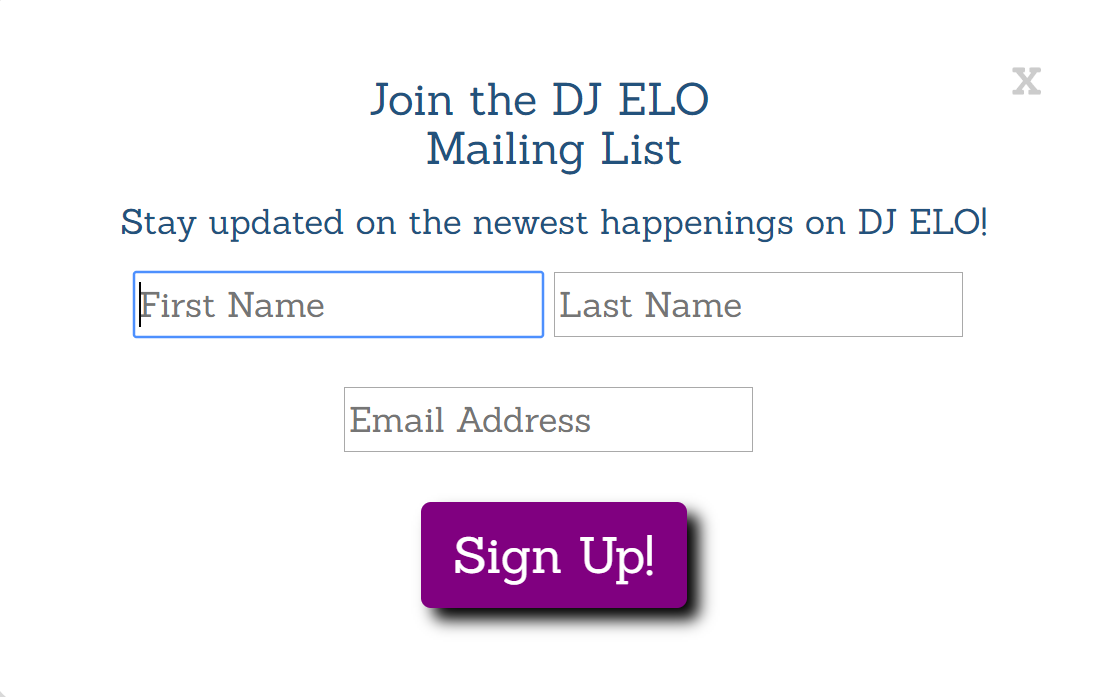 x
Join the DJ ELO
Mailing List
Stay updated on the newest happenings on DJ ELO!
First Name Last Name
Email Address
Sign Up!